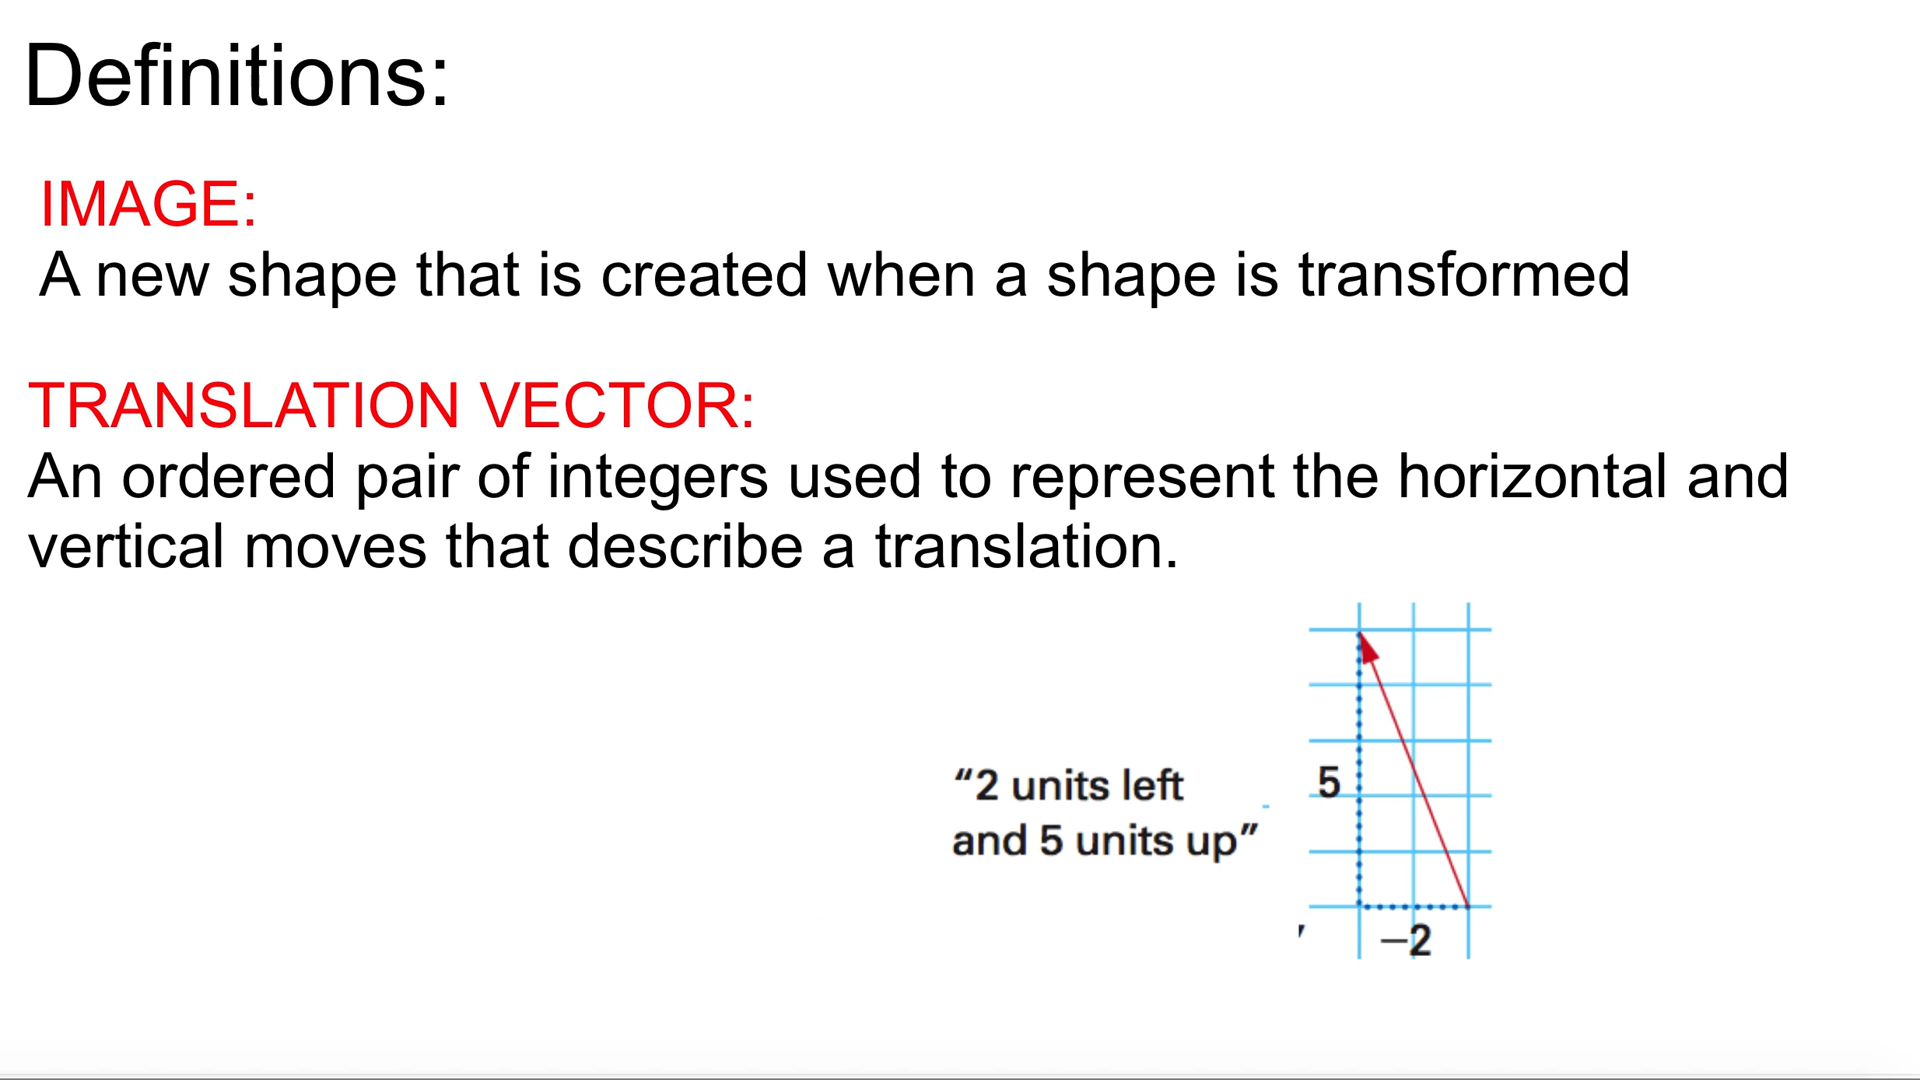 Definitions:
IMAGE:
A new shape that is created when a shape is transformed
TRANSLATION VECTOR:
An ordered pair of integers used to represent the horizontal and
vertical moves that describe a translation.
“2 units left
and 5 units up”
5
−2